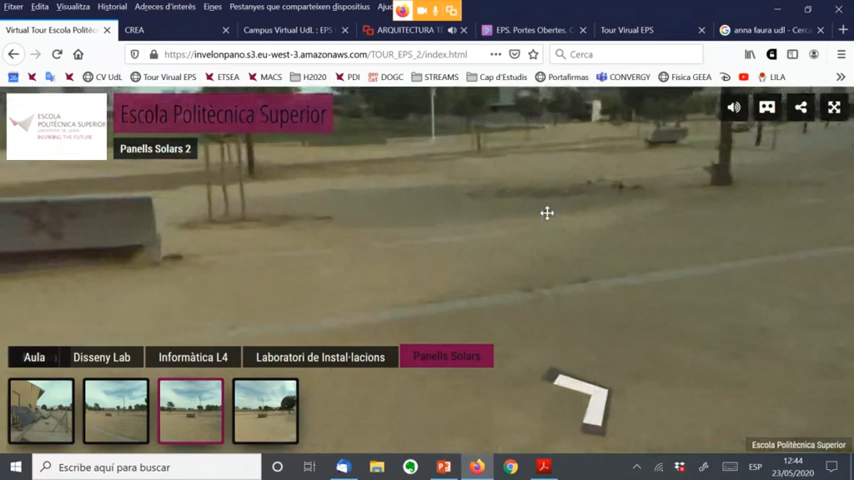 Fitxer Edita Visualitza Historial Adreces d'interès Eines Pestanyes que comparteixen dispositius
Virtual Tour Escola Politècn
CREA
Campus Virtual UdL : EPS
ARQUITECTURA T
EPS. Portes Obertes. C
Tour Virual EPS
anna faura udl - Cerca
https://invelonpano.s3.eu-west-3.amazonaws.com/TOUR_EPS_2/index.html
Cerca
CV UdL
Tour Virual EPS
ETSEA
MACS
H2020
PDI
DOGC
STREAMS
Cap d'Estudis
Portafirmas
CONVERGY
Fisica GEEA
LILA
ESCOLA
POLITÈCNICA SUPERIOR
UNIVERSITAT DE LLEIDA
INSPIRING THE FUTURE
Escola Politècnica Superior
Panells Solars 2
Aula
Disseny Lab
Informàtica L4
Laboratori de Instal·lacions
Panells Solars
Escola Politècnica Superior
Escribe aquí para buscar
ESP
12:44
23/05/2020